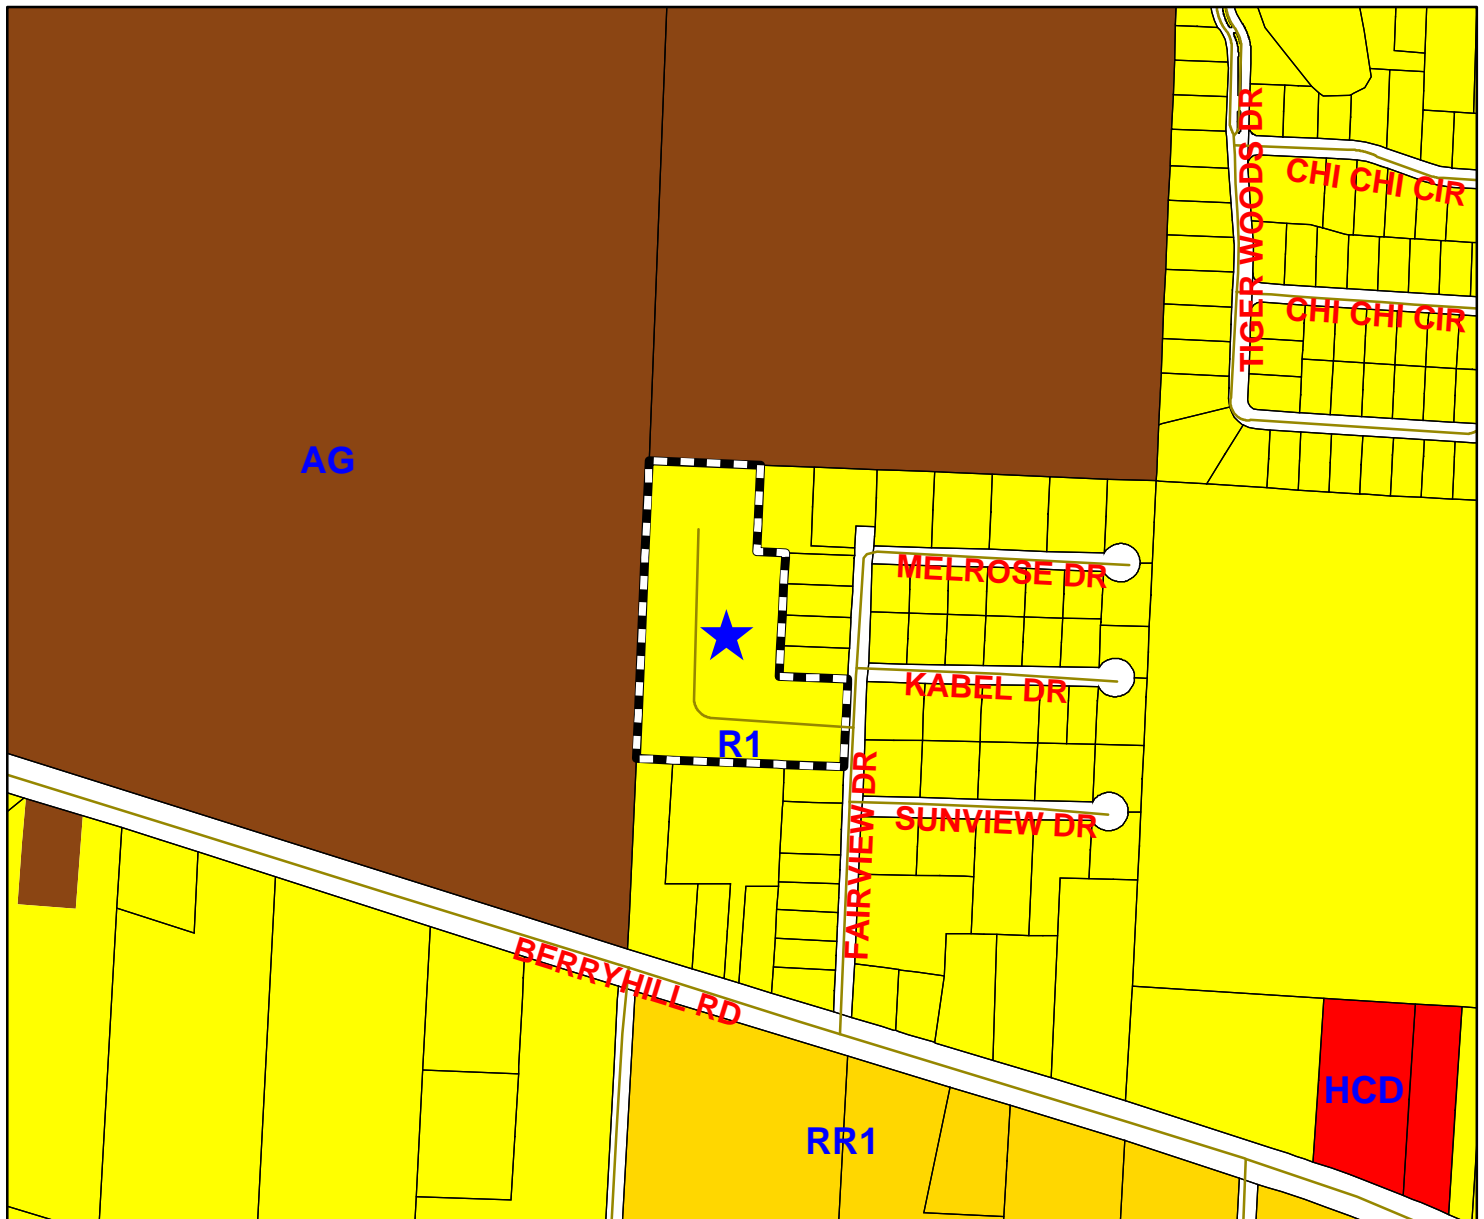 TIGER WOODS DR
CHI CHI CIR
CHI CHI CIR
AG
MELROSE DR
KABEL DR
R1
FAIRVIEW DR
SUNVIEW DR
BERRYHILL RD
HCD
RR1